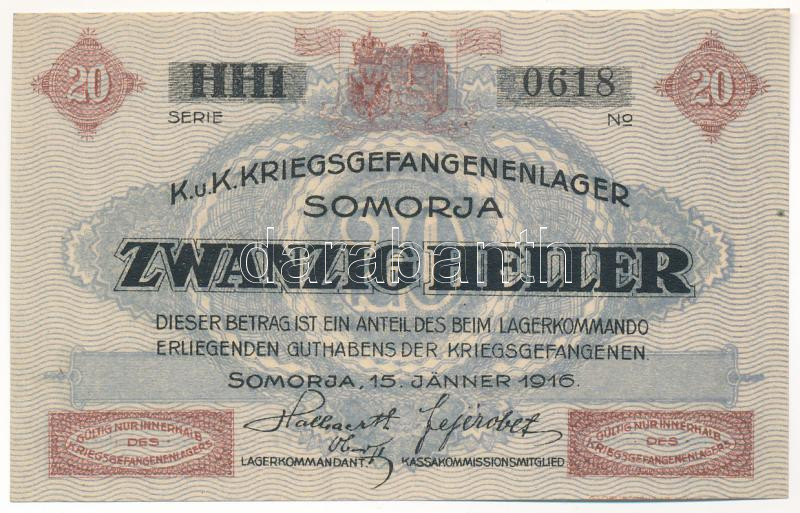 20 HH1 0618 20
SERIE No
K.u.K. KRIEGSGEFANGENENLAGER
SOMORJA
20
ZWANZIG HELLER
darabanth
DIESER BETRAG IST EIN ANTEIL DES BEIM LAGERKOMMANDO
ERLIEGENDEN GUTHABENS DER KRIEGSGEFANGENEN.
SOMORJA, 15. JÄNNER 1916.
GÜLTIG NUR INNERHALB
DES
KRIEGSGEFANGENENLAGERS
LAGERKOMMANDANT KASSAKOMMISSIONSMITGLIED
GÜLTIG NUR INNERHALB
DES
KRIEGSGEFANGENENLAGERS